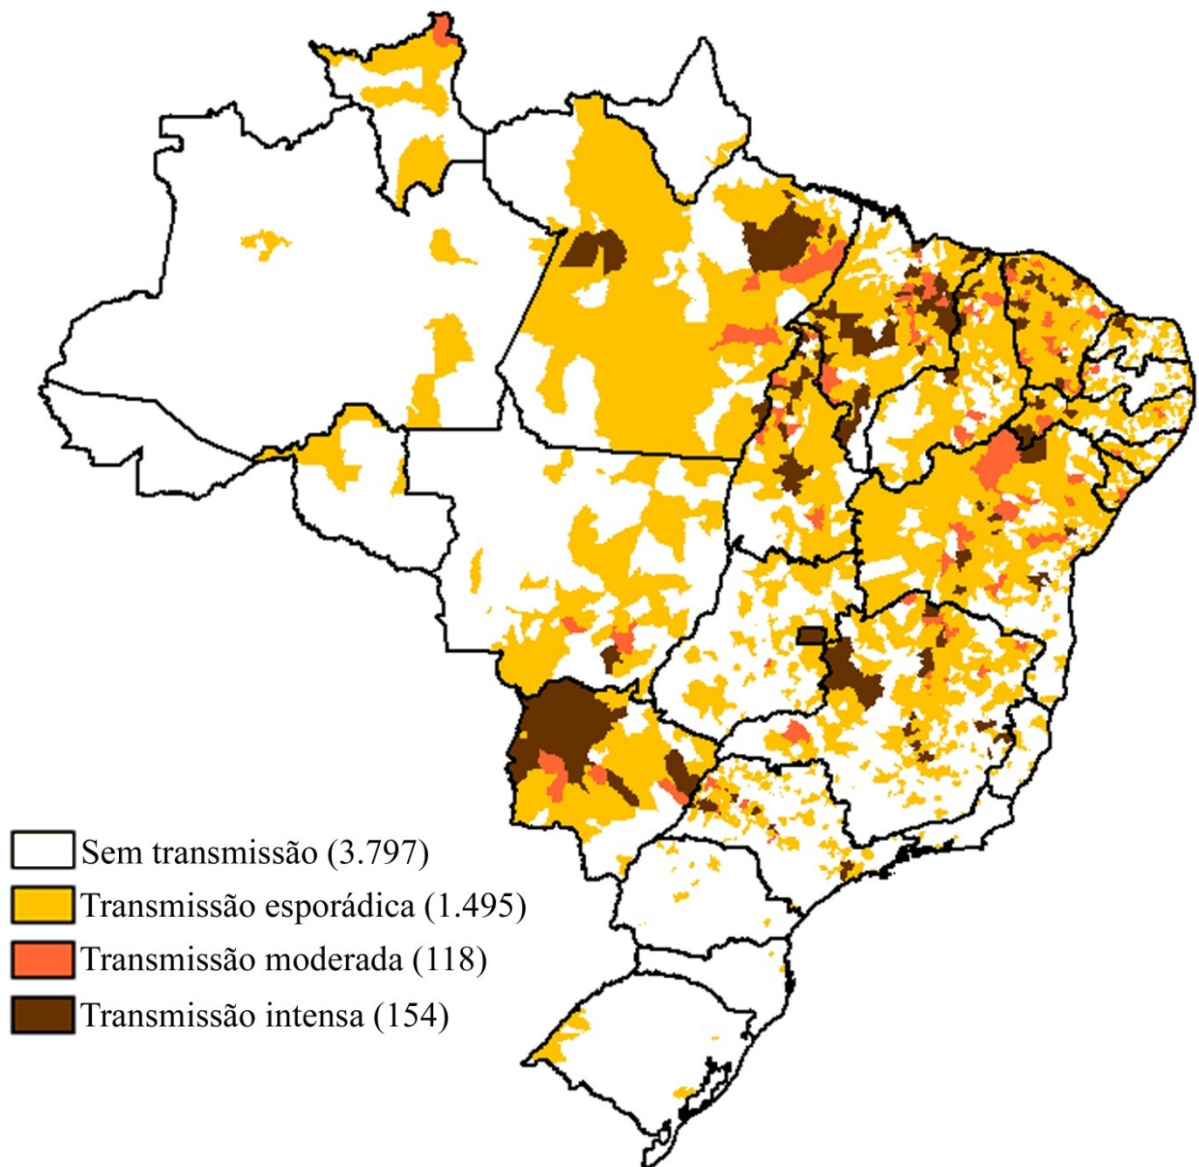 Sem transmissão (3.797)
Transmissão esporádica (1.495)
Transmissão moderada (118)
Transmissão intensa (154)